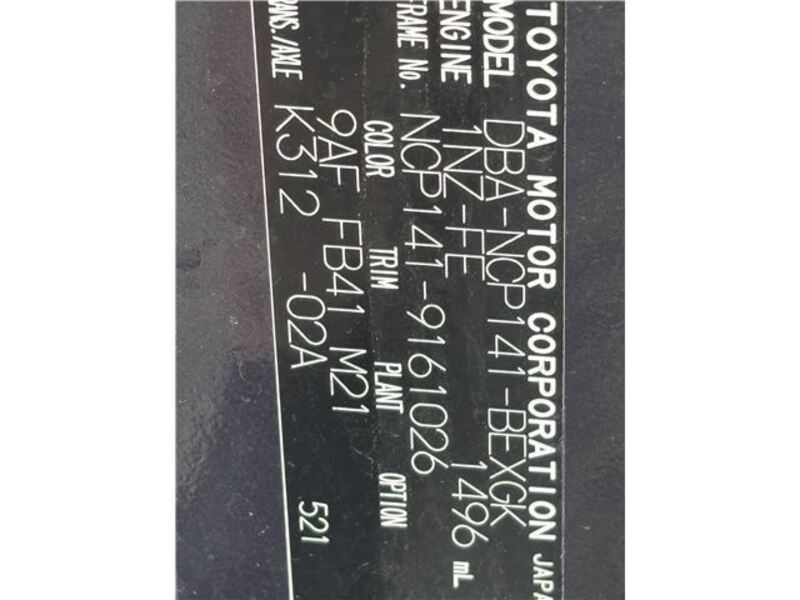 TOYOTA MOTOR CORPORATION JAPA
MODEL DBA-NCP141-BEXGK
ENGINE 1NZ-FE 1496 mL
FRAME No. NCP141-9161026
COLOR TRIM PLANT OPTION
9AF FB41 M21
TRANS./AXLE K312 -02A 521